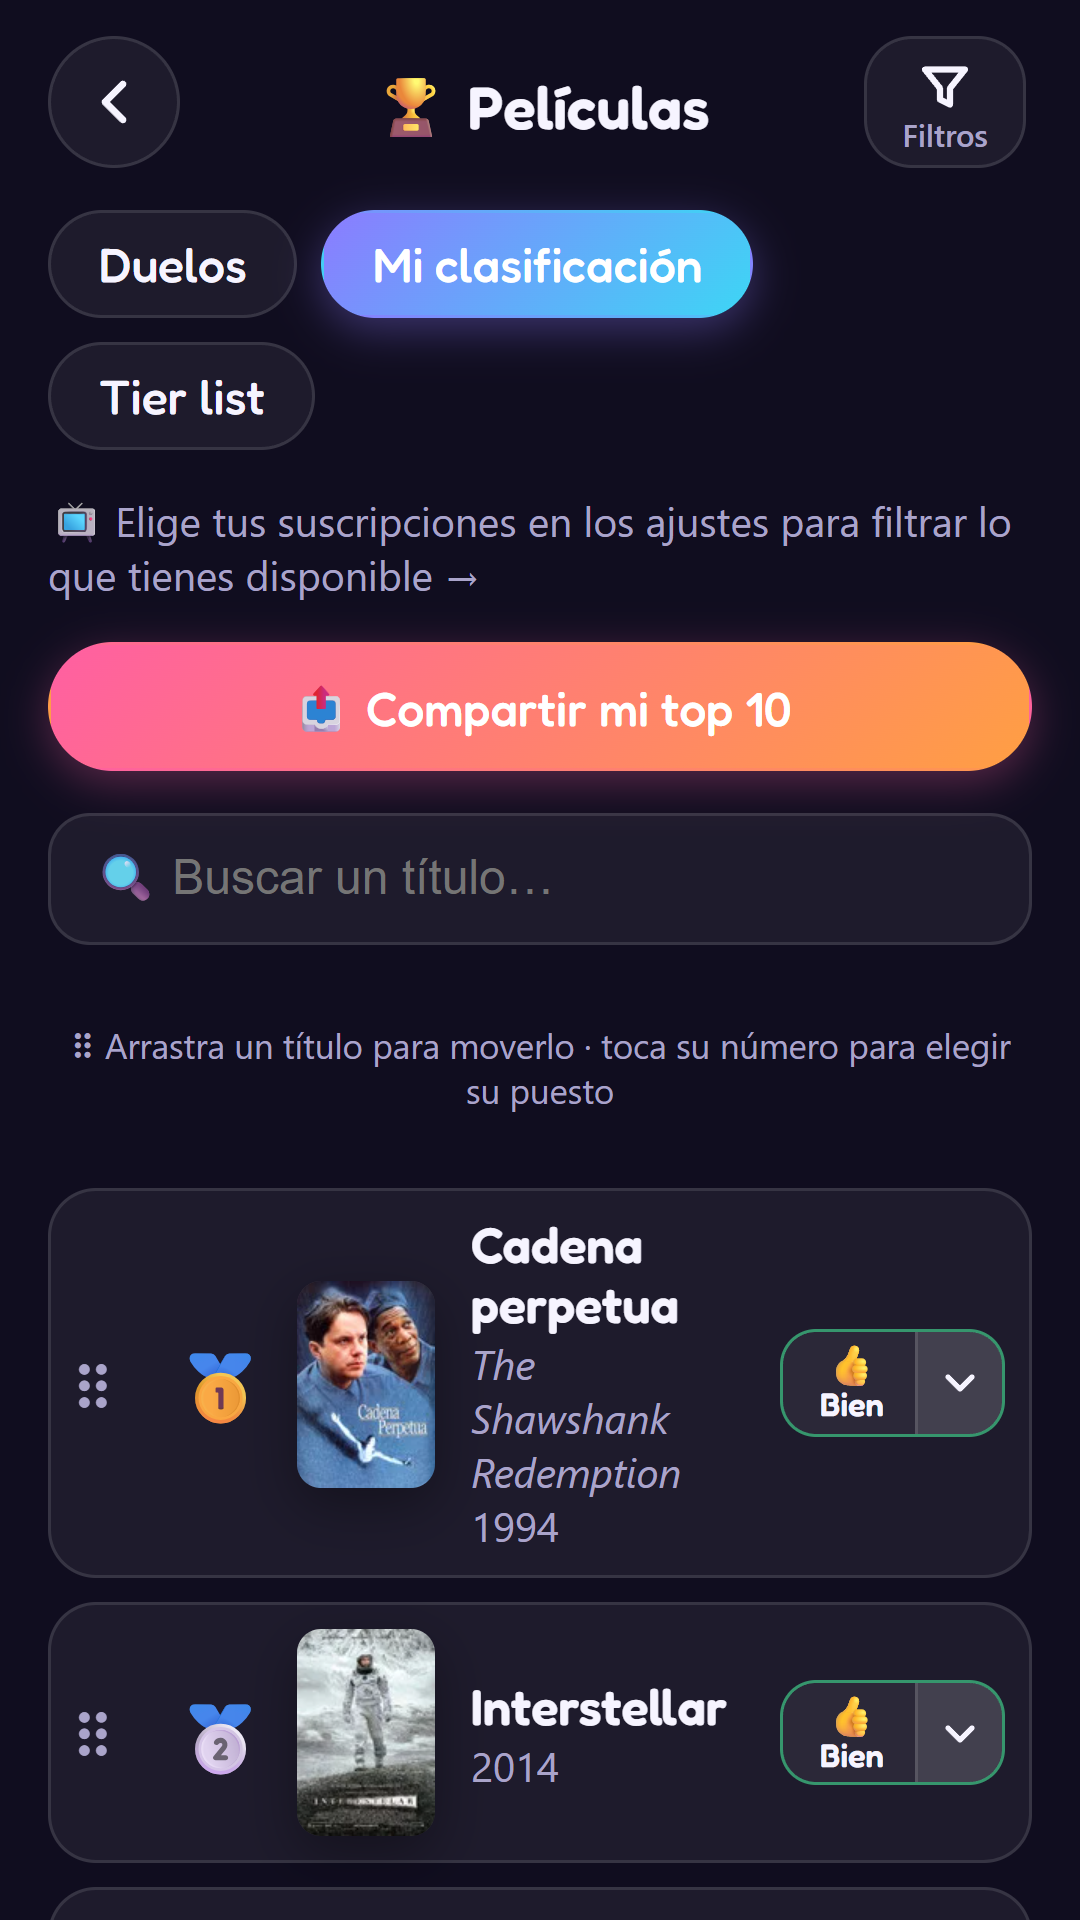 Películas
Filtros
Duelos
Mi clasificación
Tier list
Elige tus suscripciones en los ajustes para filtrar lo
que tienes disponible →
Compartir mi top 10
Buscar un título...
⠿ Arrastra un título para moverlo · toca su número para elegir
su puesto
1
Cadena
Perpetua
Cadena
perpetua
The
Shawshank
Redemption
1994
Bien
2
INTERSTELLAR
Interstellar
2014
Bien